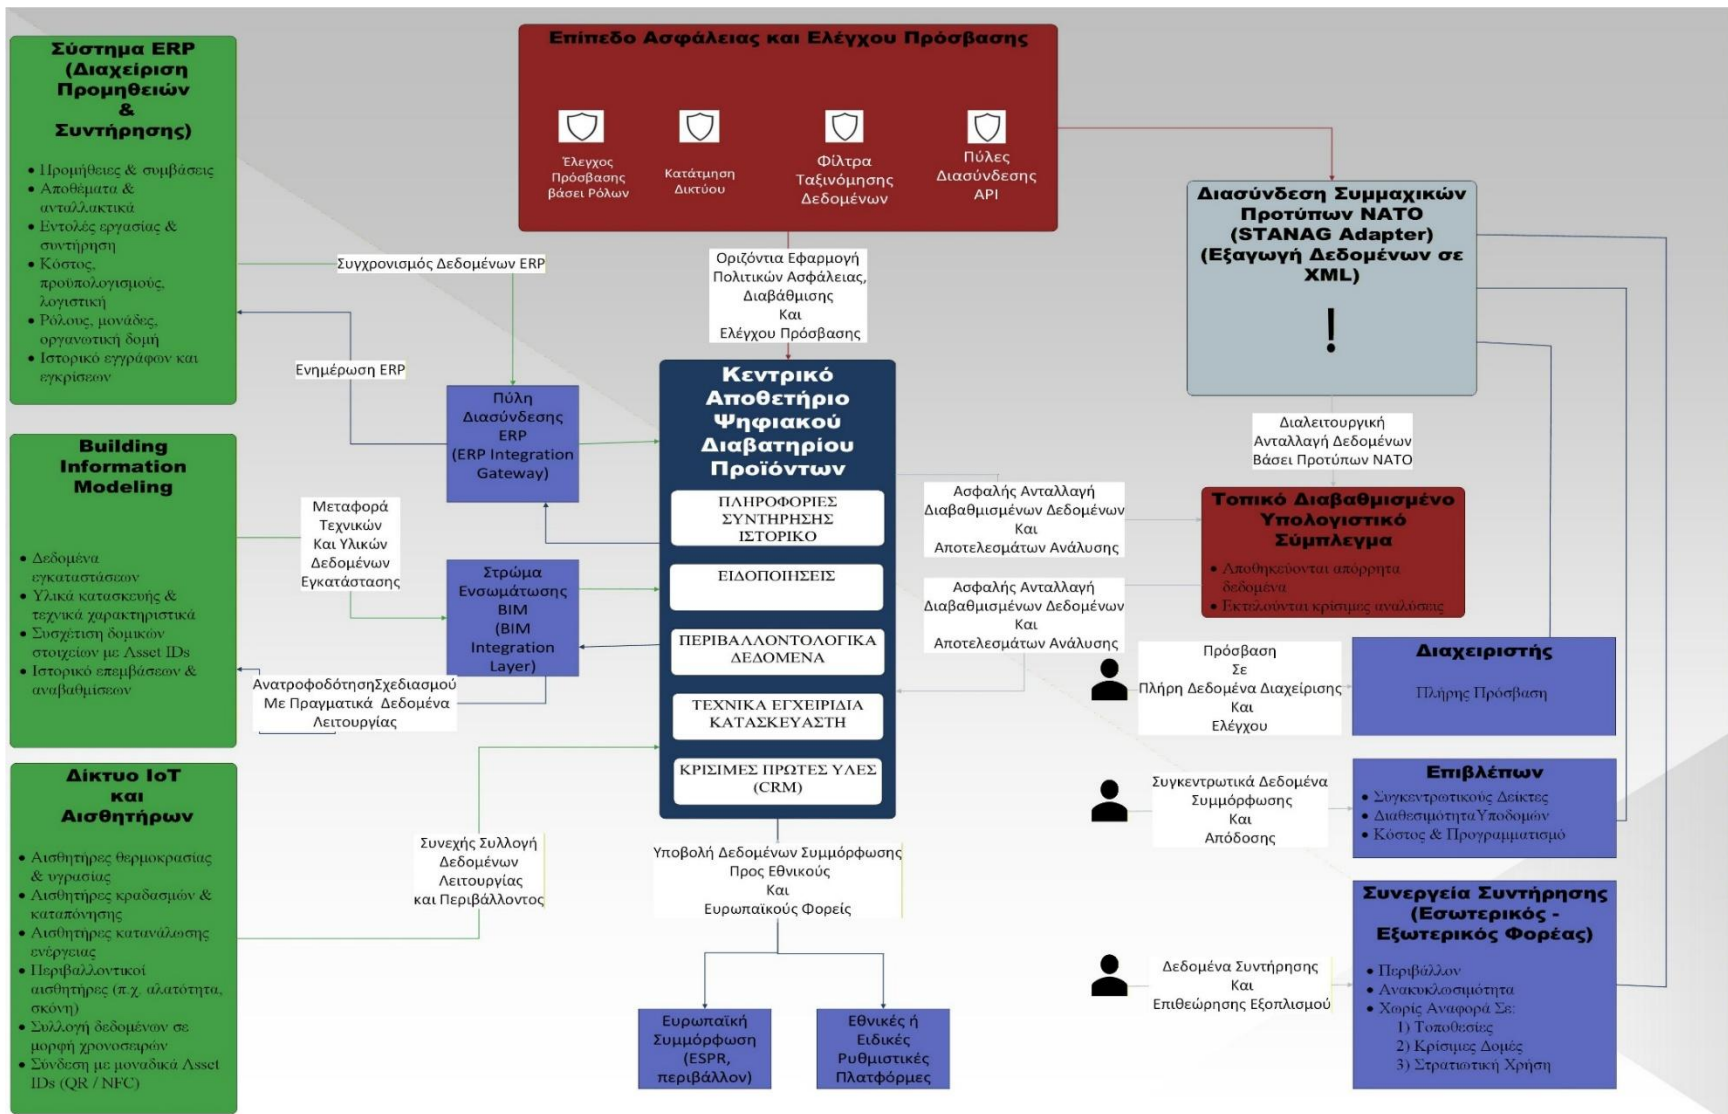 Σύστημα ERP
(Διαχείριση
Προμηθειών
&
Συντήρησης)
• Προμήθειες & συμβάσεις
• Αποθέματα &
ανταλλακτικά
• Εντολές εργασίας &
συντήρηση
• Κόστος,
προϋπολογισμούς,
λογιστική
• Ρόλους, μονάδες,
οργανωτική δομή
• Ιστορικό εγγράφων και
εγκρίσεων
Building
Information
Modeling
• Δεδομένα
εγκαταστάσεων
• Υλικά κατασκευής &
τεχνικά χαρακτηριστικά
• Συσχέτιση δομικών
στοιχείων με Asset IDs
• Ιστορικό επεμβάσεων &
αναβαθμίσεων
Δίκτυο IoT
και
Αισθητήρων
• Αισθητήρες θερμοκρασίας
& υγρασίας
• Αισθητήρες κραδασμών &
καταπόνησης
• Αισθητήρες κατανάλωσης
ενέργειας
• Περιβαλλοντικοί
αισθητήρες (π.χ. αλατότητα,
σκόνη)
• Συλλογή δεδομένων σε
μορφή χρονοσειρών
• Σύνδεση με μοναδικά Asset
IDs (QR / NFC)
Συγχρονισμός Δεδομένων ERP
Ενημέρωση ERP
Μεταφορά
Τεχνικών
Και Υλικών
Δεδομένων
Εγκατάστασης
ΑνατροφοδότησηΣχεδιασμού
Με Πραγματικά Δεδομένα
Λειτουργίας
Συνεχής Συλλογή
Δεδομένων
Λειτουργίας
και Περιβάλλοντος
Πύλη
Διασύνδεσης
ERP
(ERP Integration
Gateway)
Στρώμα
Ενσωμάτωσης
BIM
(BIM
Integration
Layer)
Επίπεδο Ασφάλειας και Ελέγχου Πρόσβασης
Έλεγχος
Πρόσβασης
βάσει Ρόλων
Κατάτμηση
Δικτύου
Φίλτρα
Ταξινόμησης
Δεδομένων
Πύλες
Διασύνδεσης
API
Οριζόντια Εφαρμογή
Πολιτικών Ασφάλειας,
Διαβάθμισης
Και
Ελέγχου Πρόσβασης
Κεντρικό
Αποθετήριο
Ψηφιακού
Διαβατηρίου
Προϊόντων
ΠΛΗΡΟΦΟΡΙΕΣ
ΣΥΝΤΗΡΗΣΗΣ
ΙΣΤΟΡΙΚΟ
ΕΙΔΟΠΟΙΗΣΕΙΣ
ΠΕΡΙΒΑΛΛΟΝΤΟΛΟΓΙΚΑ
ΔΕΔΟΜΕΝΑ
ΤΕΧΝΙΚΑ ΕΓΧΕΙΡΙΔΙΑ
ΚΑΤΑΣΚΕΥΑΣΤΗ
ΚΡΙΣΙΜΕΣ ΠΡΩΤΕΣ ΥΛΕΣ
(CRM)
Υποβολή Δεδομένων Συμμόρφωσης
Προς Εθνικούς
Και
Ευρωπαϊκούς Φορείς
Ευρωπαϊκή
Συμμόρφωση
(ESPR,
περιβάλλον)
Εθνικές ή
Ειδικές
Ρυθμιστικές
Πλατφόρμες
Διασύνδεση Συμμαχικών
Προτύπων NATO
(STANAG Adapter)
(Εξαγωγή Δεδομένων σε
XML)
!
Διαλειτουργική
Ανταλλαγή Δεδομένων
Βάσει Προτύπων NATO
Ασφαλής Ανταλλαγή
Διαβαθμισμένων Δεδομένων
Και
Αποτελεσμάτων Ανάλυσης
Ασφαλής Ανταλλαγή
Διαβαθμισμένων Δεδομένων
Και
Αποτελεσμάτων Ανάλυσης
Τοπικό Διαβαθμισμένο
Υπολογιστικό
Σύμπλεγμα
• Αποθηκεύονται απόρρητα
δεδομένα
• Εκτελούνται κρίσιμες αναλύσεις
Πρόσβαση
Σε
Πλήρη Δεδομένα Διαχείρισης
Και
Ελέγχου
Διαχειριστής
Πλήρης Πρόσβαση
Συγκεντρωτικά Δεδομένα
Συμμόρφωσης
Και
Απόδοσης
Επιβλέπων
• Συγκεντρωτικούς Δείκτες
• ΔιαθεσιμότηταΥποδομών
• Κόστος & Προγραμματισμό
Δεδομένα Συντήρησης
Και
Επιθεώρησης Εξοπλισμού
Συνεργεία Συντήρησης
(Εσωτερικός -
Εξωτερικός Φορέας)
• Περιβάλλον
• Ανακυκλωσιμότητα
• Χωρίς Αναφορά Σε:
1) Τοποθεσίες
2) Κρίσιμες Δομές
3) Στρατιωτική Χρήση